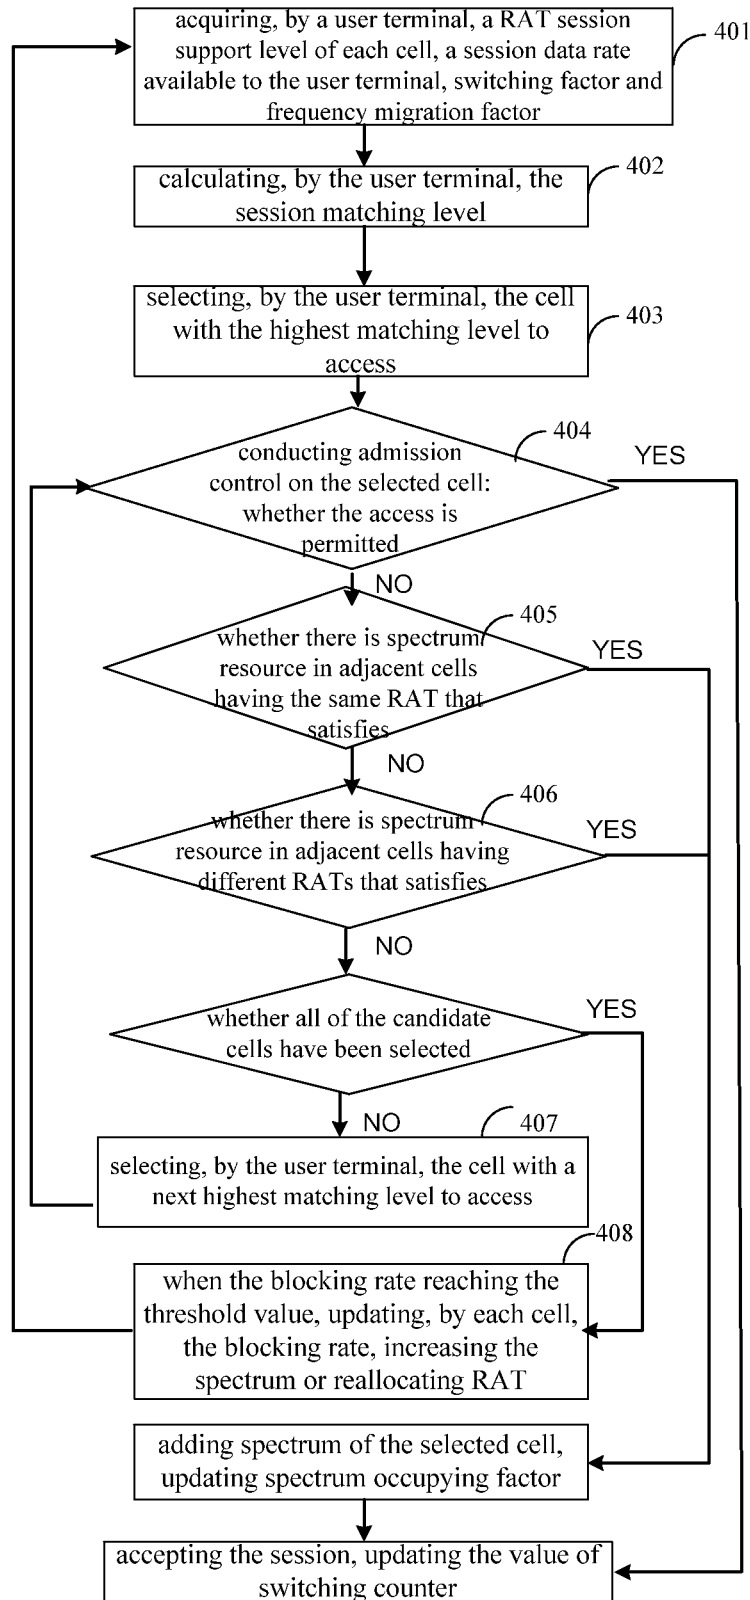 acquiring, by a user terminal, a RAT session
support level of each cell, a session data rate
available to the user terminal, switching factor and
frequency migration factor
401
calculating, by the user terminal, the
session matching level
402
selecting, by the user terminal, the cell
with the highest matching level to
access
403
conducting admission
control on the selected cell:
whether the access is
permitted
404
YES
NO
whether there is spectrum
resource in adjacent cells
having the same RAT that
satisfies
405
YES
NO
whether there is spectrum
resource in adjacent cells having
different RATs that satisfies
406
YES
NO
whether all of the candidate
cells have been selected
YES
NO
407
selecting, by the user terminal, the cell with a
next highest matching level to access
408
when the blocking rate reaching the
threshold value, updating, by each cell,
the blocking rate, increasing the
spectrum or reallocating RAT
adding spectrum of the selected cell,
updating spectrum occupying factor
accepting the session, updating the value of
switching counter